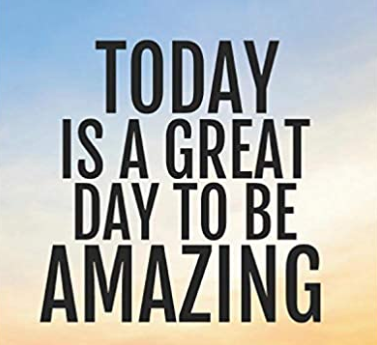 TODAY
IS A GREAT
DAY TO BE
AMAZING